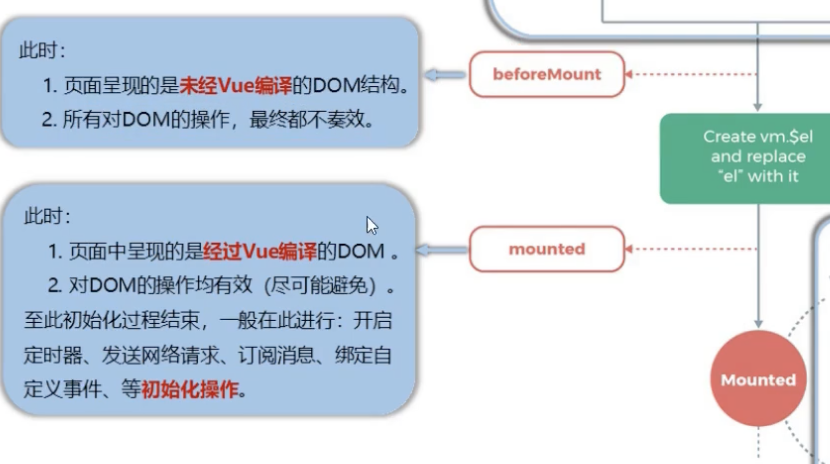 此时：
1. 页面呈现的是未经Vue编译的DOM结构。
2. 所有对DOM的操作，最终都不奏效。
beforeMount
Create vm.$el
and replace
"el" with it
此时：
1. 页面中呈现的是经过Vue编译的DOM 。
2. 对DOM的操作均有效（尽可能避免）。
至此初始化过程结束，一般在此进行：开启
定时器、发送网络请求、订阅消息、绑定自
定义事件、等初始化操作。
mounted
Mounted